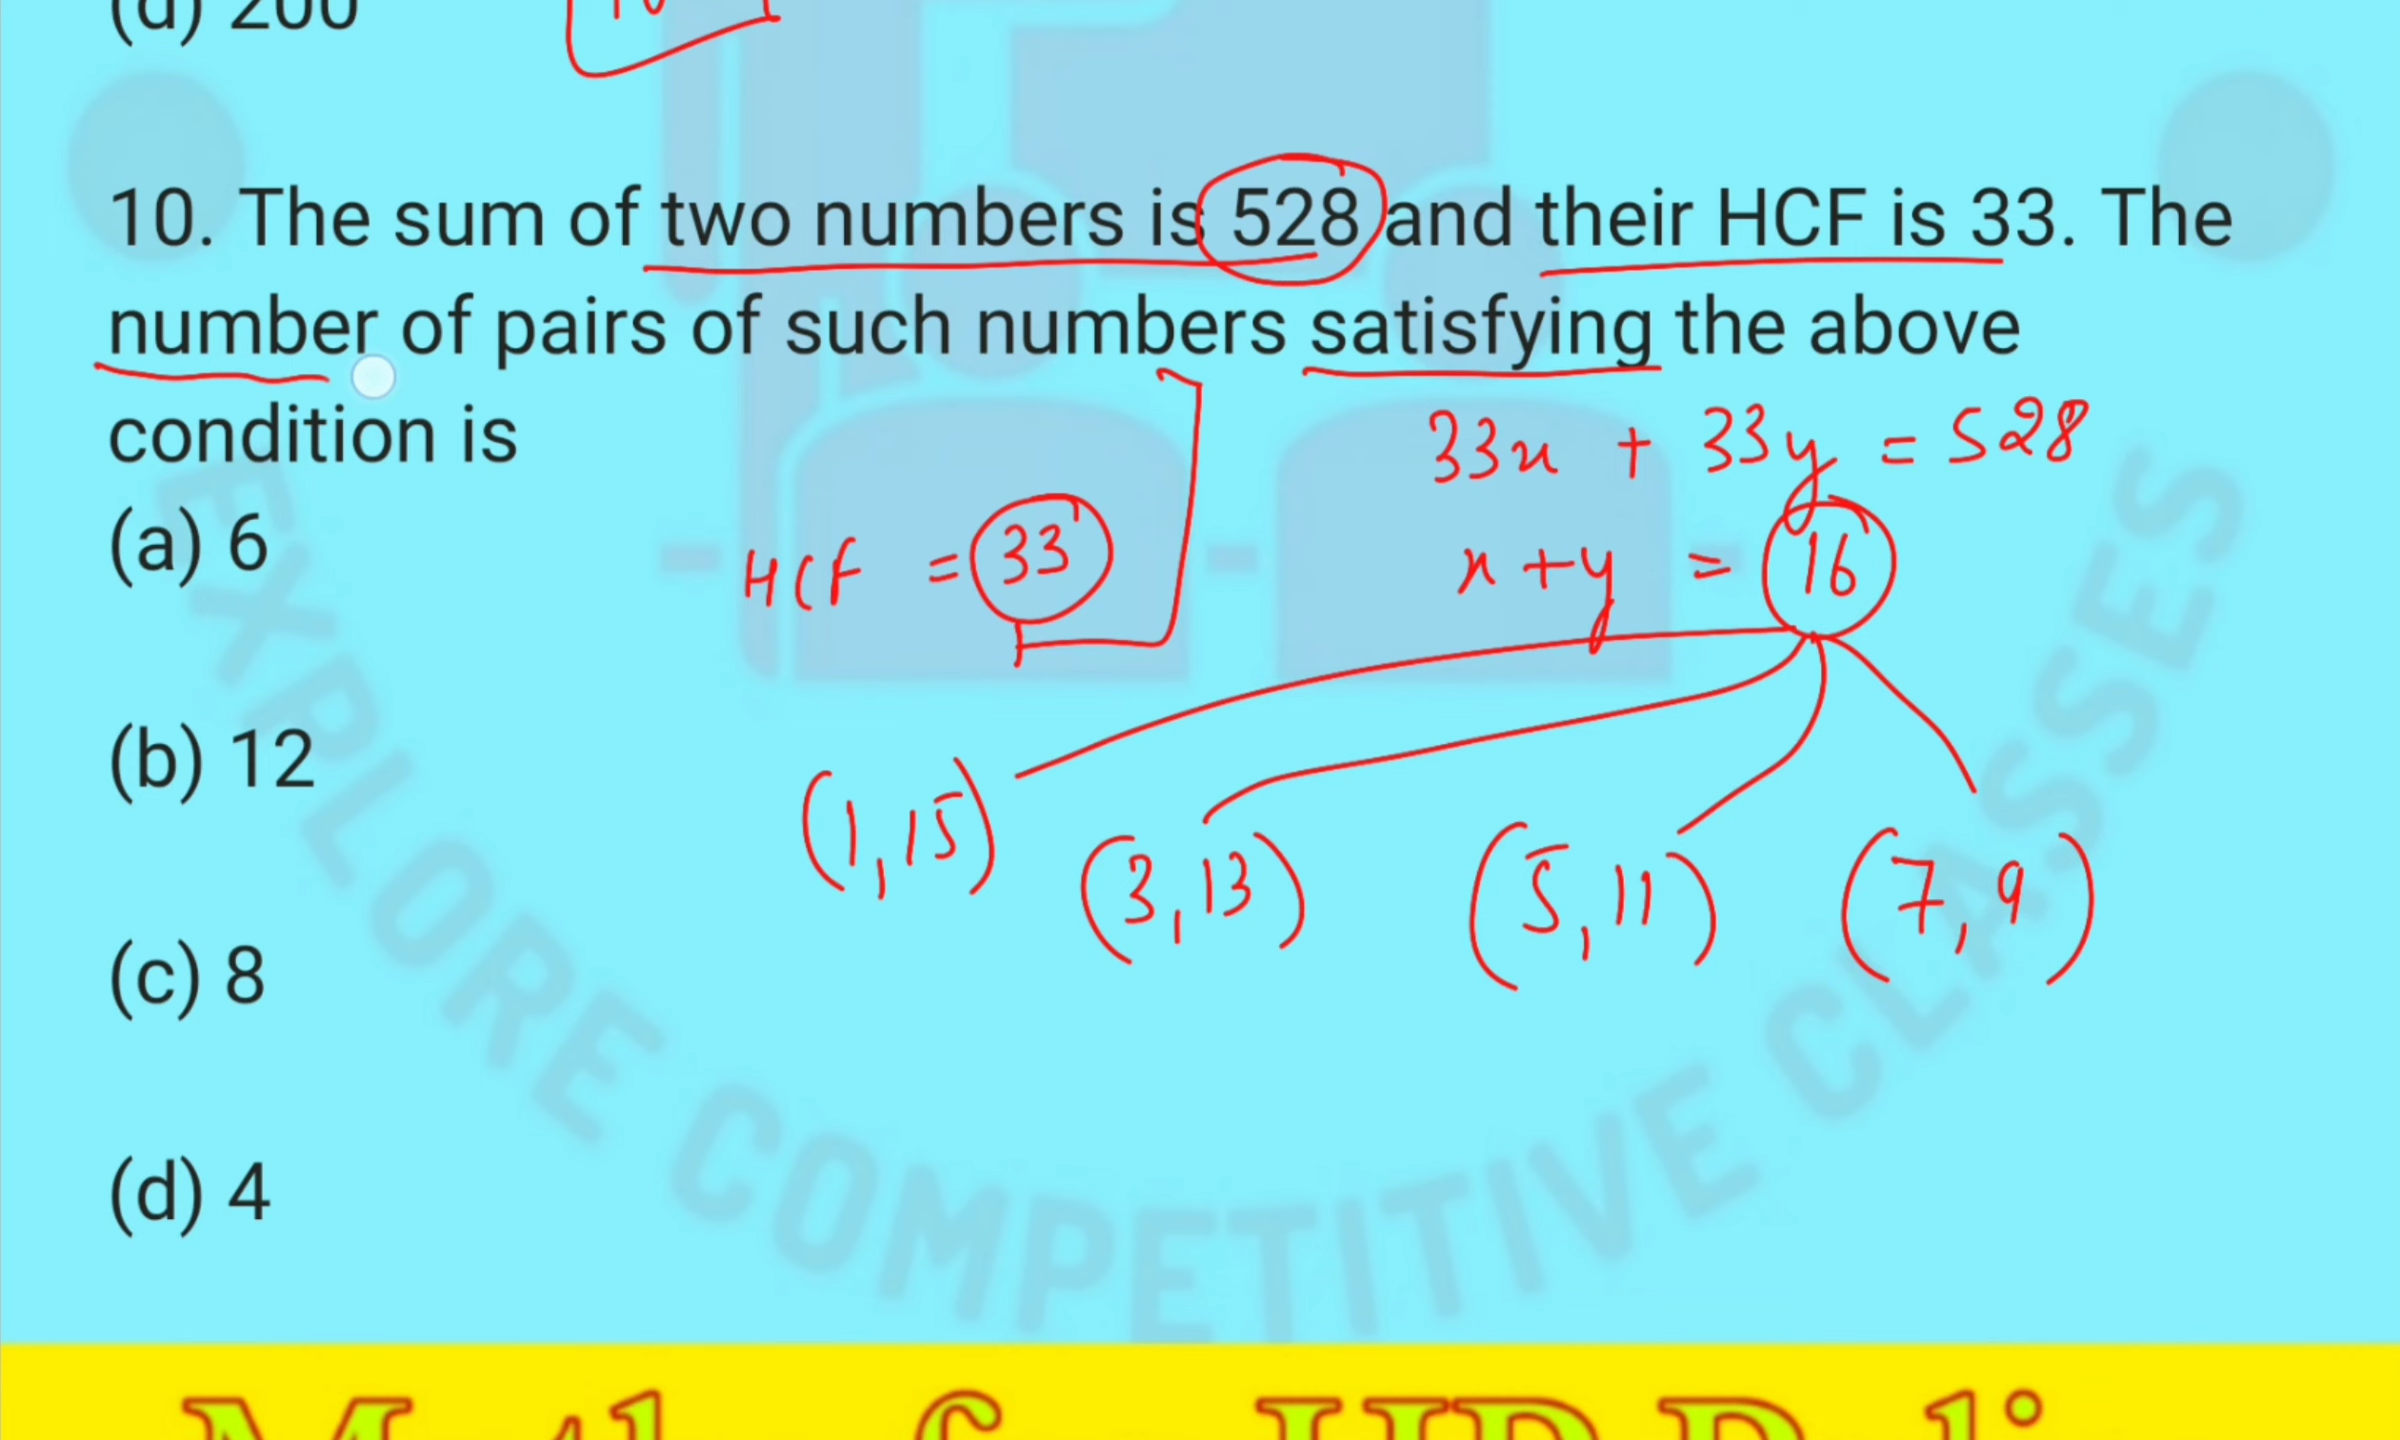 (d) 200
10. The sum of two numbers is 528 and their HCF is 33. The
number of pairs of such numbers satisfying the above
condition is
33x + 33y = 528
(a) 6
HCF = 33
x + y = 16
(b) 12
(1, 15)
(3, 13)
(5, 11)
(7, 9)
(c) 8
(d) 4
EXPLORE COMPETITIVE CLASSES